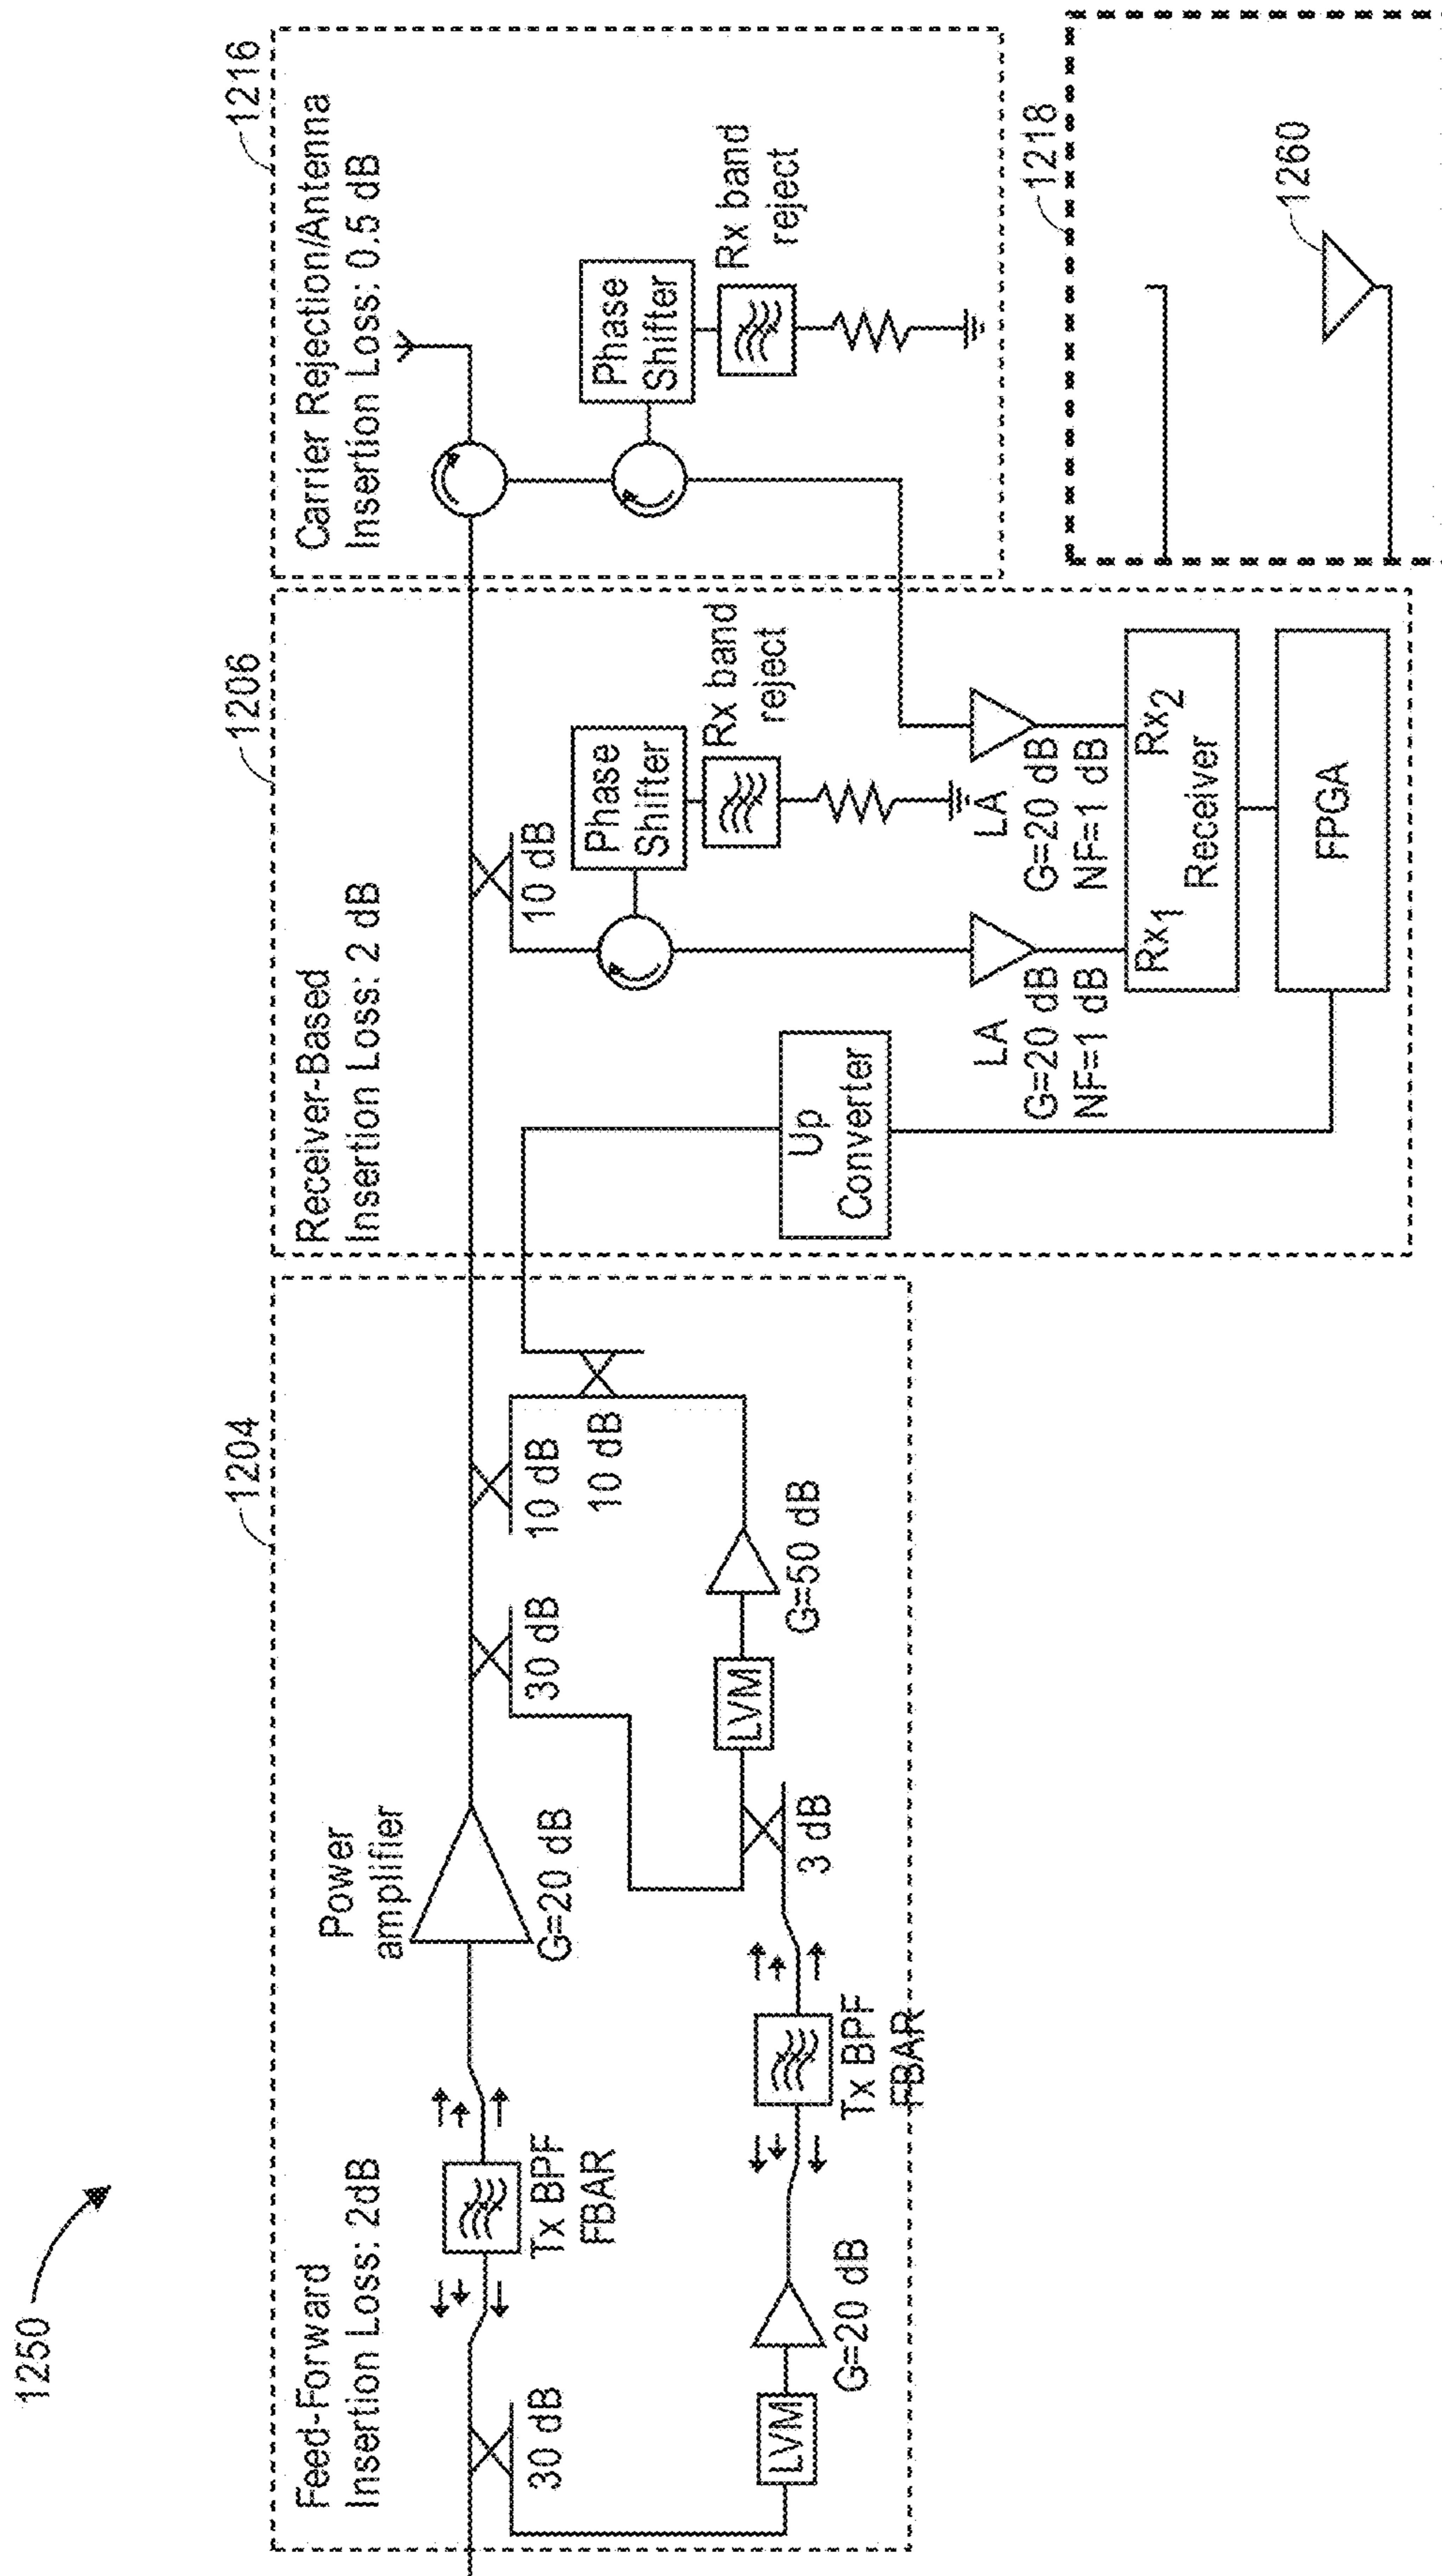 1250
1204
Feed-Forward
Insertion Loss: 2dB
30 dB
LVM
G=20 dB
Tx BPF
FBAR
Tx BPF
FBAR
Power
amplifier
G=20 dB
3 dB
30 dB
LVM
G=50 dB
10 dB
10 dB
1206
Receiver-Based
Insertion Loss: 2 dB
Up
Converter
10 dB
Phase
Shifter
Rx band
reject
LA
G=20 dB
NF=1 dB
LA
G=20 dB
NF=1 dB
Rx1
Rx2
Receiver
FPGA
1216
Carrier Rejection/Antenna
Insertion Loss: 0.5 dB
Phase
Shifter
Rx band
reject
1218
1260